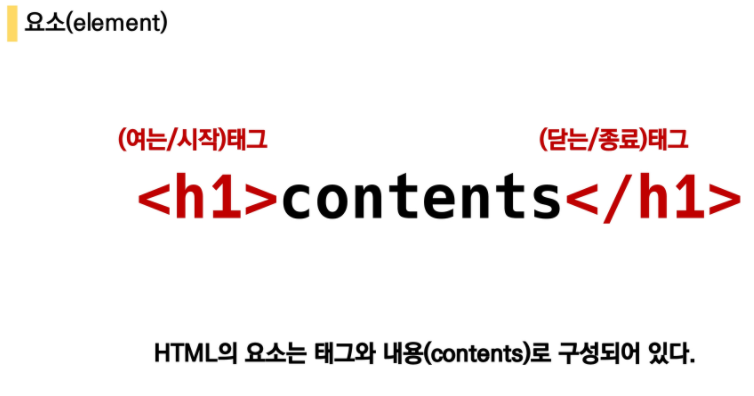 요소(element)
(여는/시작)태그 (닫는/종료)태그
<h1>contents</h1>
HTML의 요소는 태그와 내용(contents)로 구성되어 있다.